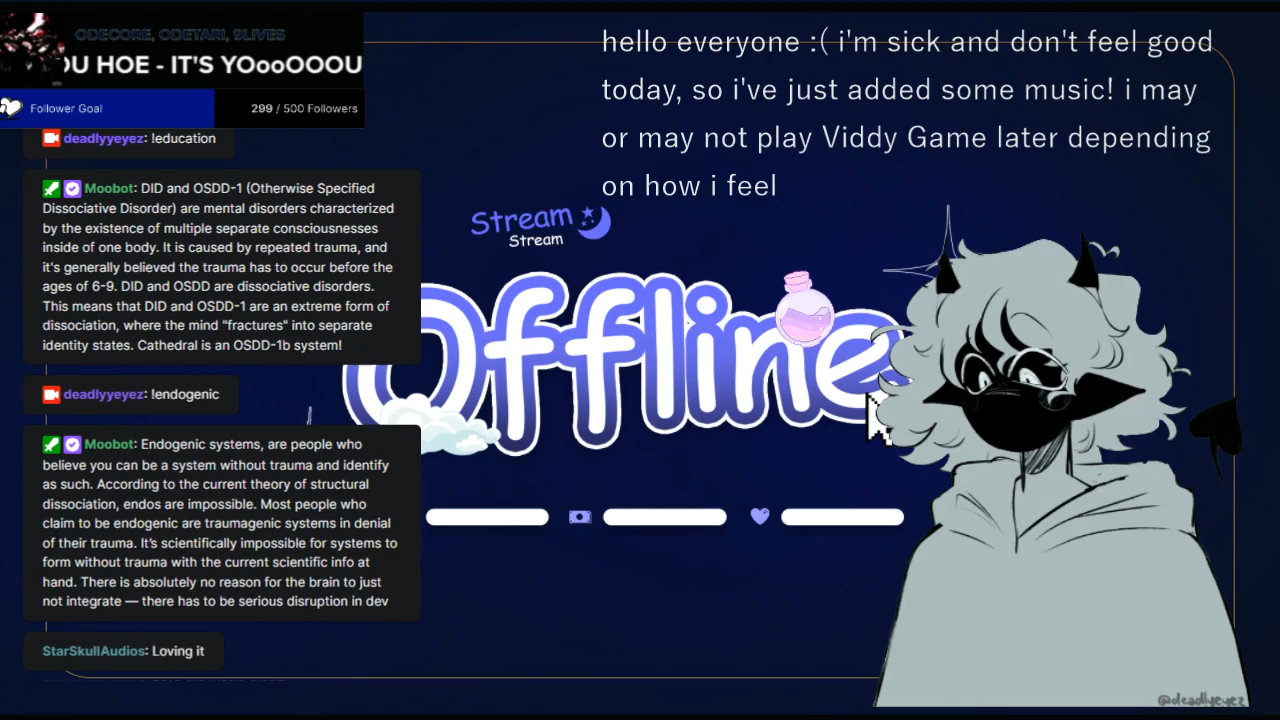 ODECORE, ODETARI, 9LIVES
OU HOE - IT'S YOooOOOU
Follower Goal
299 / 500 Followers
deadlyyeyez: !education
Moobot: DID and OSDD-1 (Otherwise Specified
Dissociative Disorder) are mental disorders characterized
by the existence of multiple separate consciousnesses
inside of one body. It is caused by repeated trauma, and
it's generally believed the trauma has to occur before the
ages of 6-9. DID and OSDD are dissociative disorders.
This means that DID and OSDD-1 are an extreme form of
dissociation, where the mind "fractures" into separate
identity states. Cathedral is an OSDD-1b system!
deadlyyeyez: !endogenic
Moobot: Endogenic systems, are people who
believe you can be a system without trauma and identify
as such. According to the current theory of structural
dissociation, endos are impossible. Most people who
claim to be endogenic are traumagenic systems in denial
of their trauma. It's scientifically impossible for systems to
form without trauma with the current scientific info at
hand. There is absolutely no reason for the brain to just
not integrate — there has to be serious disruption in dev
StarSkullAudios: Loving it
hello everyone :( i'm sick and don't feel good
today, so i've just added some music! i may
or may not play Viddy Game later depending
on how i feel
Stream
Stream
Offline
@deadlyeyez